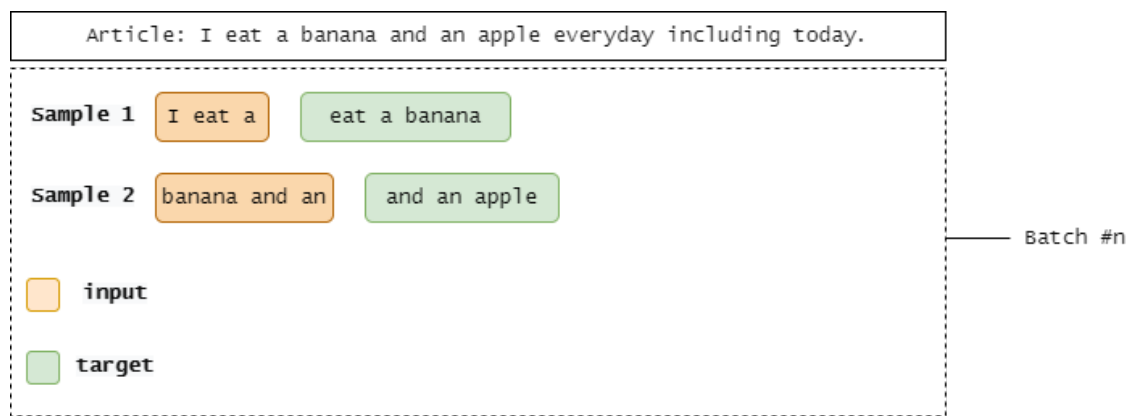 Article: I eat a banana and an apple everyday including today.
Sample 1 I eat a eat a banana
Sample 2 banana and an and an apple
Batch #n
input
target